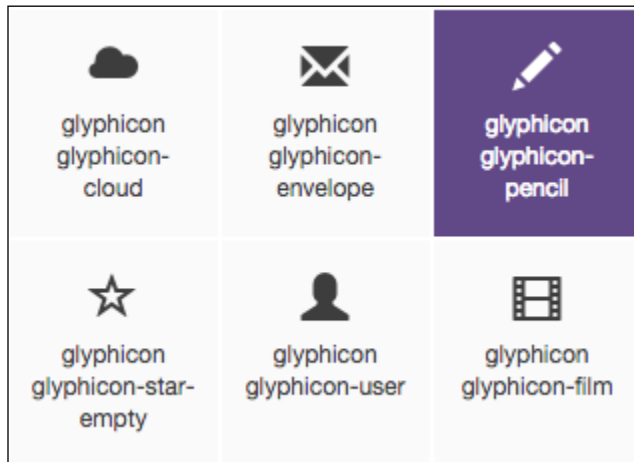 glyphicon
glyphicon-
cloud
glyphicon
glyphicon-
envelope
glyphicon
glyphicon-
pencil
glyphicon
glyphicon-star-
empty
glyphicon
glyphicon-user
glyphicon
glyphicon-film